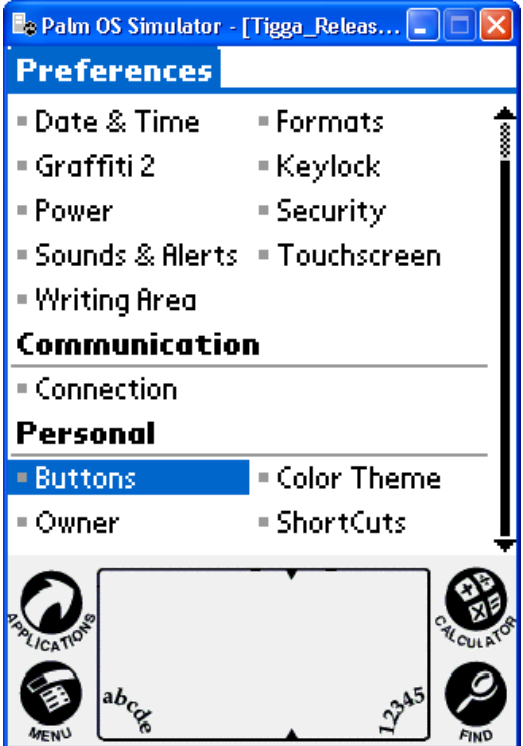 Palm OS Simulator - [Tigga_Releas...
Preferences
Date & Time Formats
Graffiti 2 Keylock
Power Security
Sounds & Alerts Touchscreen
Writing Area
Communication
Connection
Personal
Buttons Color Theme
Owner ShortCuts
APPLICATIONS CALCULATOR
abcde 12345
MENU FIND